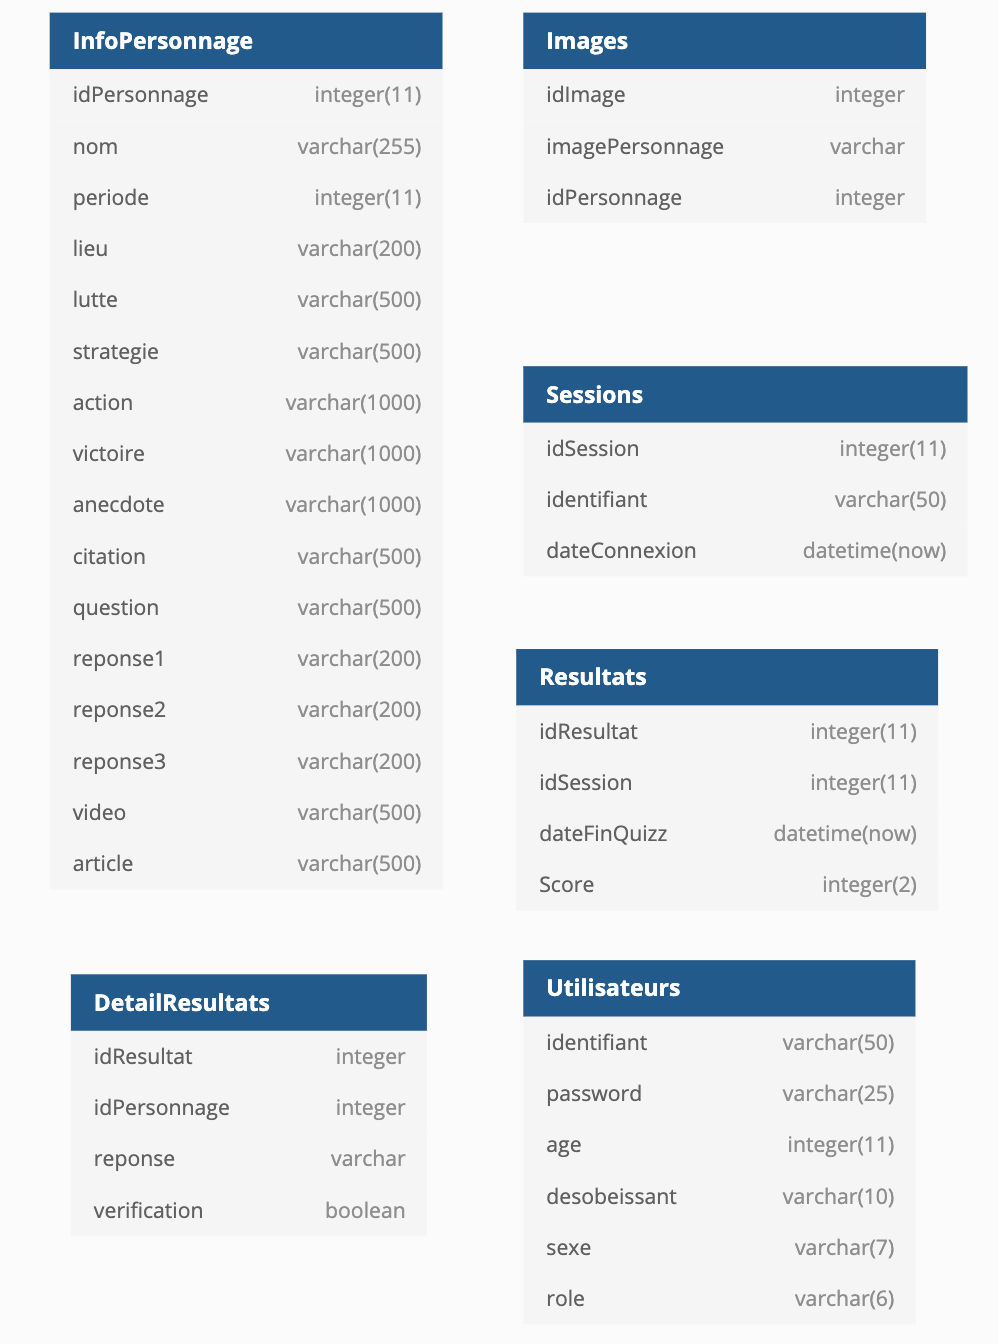 InfoPersonnage
idPersonnage integer(11)
nom varchar(255)
periode integer(11)
lieu varchar(200)
lutte varchar(500)
strategie varchar(500)
action varchar(1000)
victoire varchar(1000)
anecdote varchar(1000)
citation varchar(500)
question varchar(500)
reponse1 varchar(200)
reponse2 varchar(200)
reponse3 varchar(200)
video varchar(500)
article varchar(500)
Images
idImage integer
imagePersonnage varchar
idPersonnage integer
Sessions
idSession integer(11)
identifiant varchar(50)
dateConnexion datetime(now)
Resultats
idResultat integer(11)
idSession integer(11)
dateFinQuizz datetime(now)
Score integer(2)
DetailResultats
idResultat integer
idPersonnage integer
reponse varchar
verification boolean
Utilisateurs
identifiant varchar(50)
password varchar(25)
age integer(11)
desobeissant varchar(10)
sexe varchar(7)
role varchar(6)